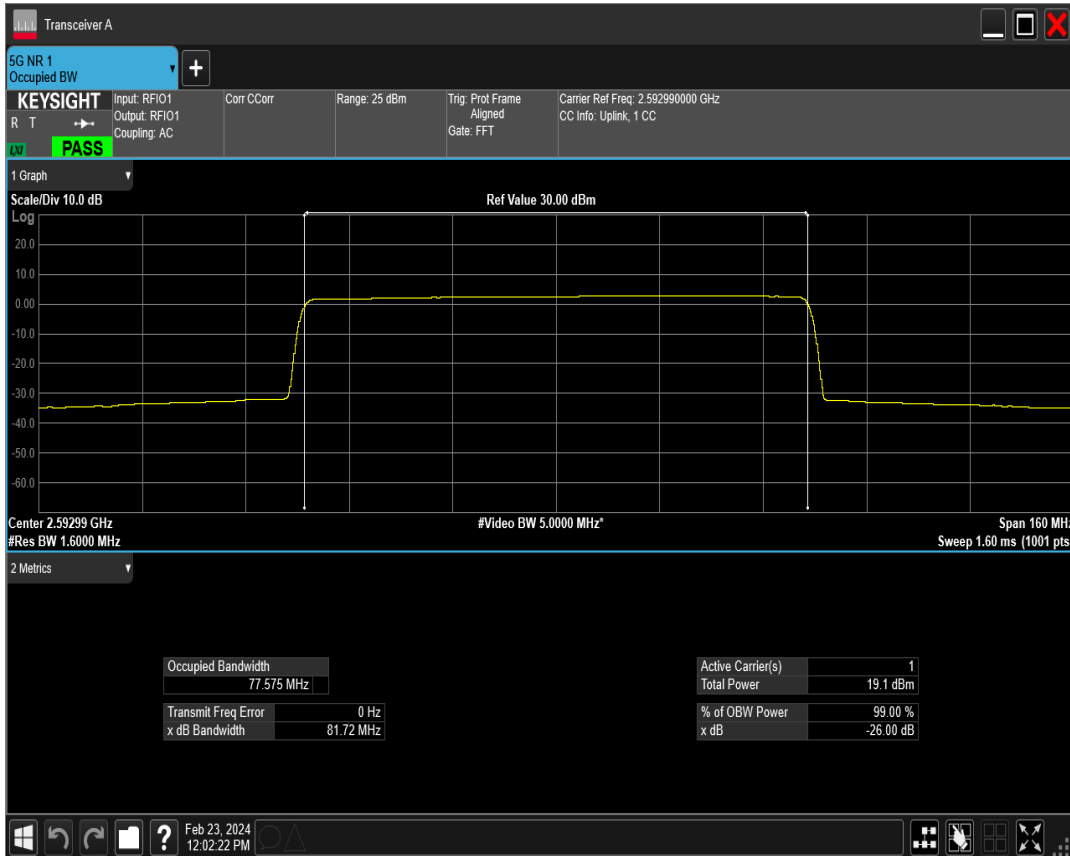 Transceiver A
5G NR 1
Occupied BW
KEYSIGHT
R T
LXI
PASS
Input: RFIO1
Output: RFIO1
Coupling: AC
Corr CCorr
Range: 25 dBm
Trig: Prot Frame
Aligned
Gate: FFT
Carrier Ref Freq: 2.592990000 GHz
CC Info: Uplink, 1 CC
1 Graph
Scale/Div 10.0 dB
Ref Value 30.00 dBm
Log
20.0
10.0
0.00
-10.0
-20.0
-30.0
-40.0
-50.0
-60.0
Center 2.59299 GHz
#Video BW 5.0000 MHz*
Span 160 MHz
#Res BW 1.6000 MHz
Sweep 1.60 ms (1001 pts
2 Metrics
Occupied Bandwidth
77.575 MHz
Transmit Freq Error 0 Hz
x dB Bandwidth 81.72 MHz
Active Carrier(s) 1
Total Power 19.1 dBm
% of OBW Power 99.00 %
x dB -26.00 dB
Feb 23, 2024
12:02:22 PM